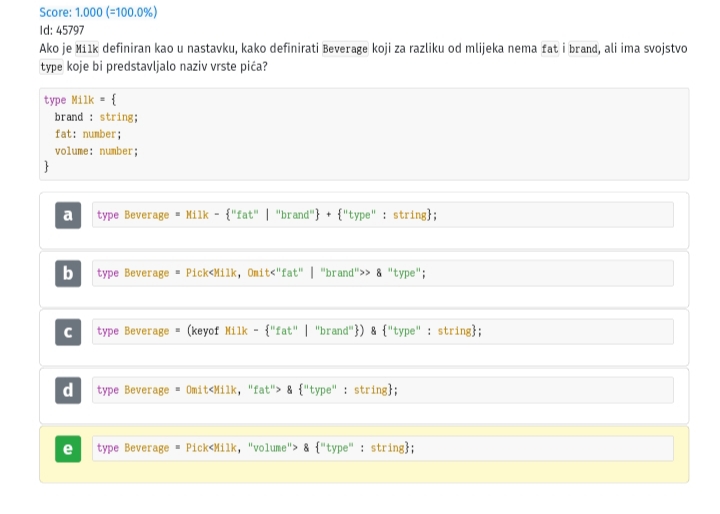 Score: 1.000 (=100.0%)
Id: 45797
Ako je Milk definiran kao u nastavku, kako definirati Beverage koji za razliku od mlijeka nema fat i brand, ali ima svojstvo
type koje bi predstavljalo naziv vrste pića?
type Milk = {
  brand : string;
  fat: number;
  volume: number;
}
a type Beverage = Milk - {"fat" | "brand"} + {"type" : string};
b type Beverage = Pick<Milk, Omit<"fat" | "brand">> & "type";
c type Beverage = (keyof Milk - {"fat" | "brand"}) & {"type" : string};
d type Beverage = Omit<Milk, "fat"> & {"type" : string};
e type Beverage = Pick<Milk, "volume"> & {"type" : string};